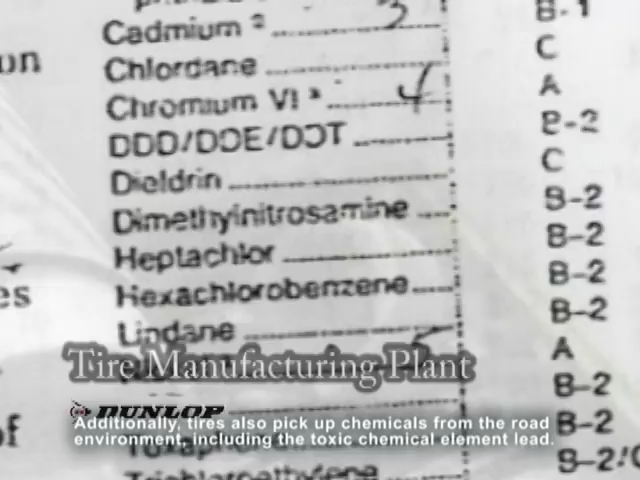 Cadmium 2 3 B-1
on
Chlordane C
Chromium VI 4 A
DDD/DDE/DDT B-2
Dieldrin C
Dimethylnitrosamine B-2
Heptachlor B-2
es
Hexachlorobenzene B-2
Lindane B-2
A
Tire Manufacturing Plant
B-2
DUNLOP
Additionally, tires also pick up chemicals from the road
environment, including the toxic chemical element lead.
B-2
of